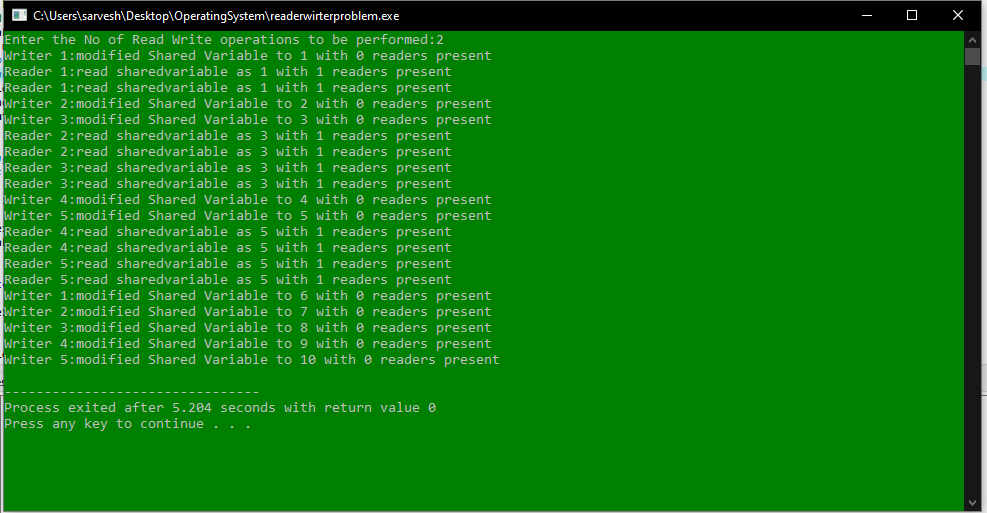 C:\Users\sarvesh\Desktop\OperatingSystem\readerwirterproblem.exe
Enter the No of Read Write operations to be performed:2
Writer 1:modified Shared Variable to 1 with 0 readers present
Reader 1:read sharedvariable as 1 with 1 readers present
Reader 1:read sharedvariable as 1 with 1 readers present
Writer 2:modified Shared Variable to 2 with 0 readers present
Writer 3:modified Shared Variable to 3 with 0 readers present
Reader 2:read sharedvariable as 3 with 1 readers present
Reader 2:read sharedvariable as 3 with 1 readers present
Reader 3:read sharedvariable as 3 with 1 readers present
Reader 3:read sharedvariable as 3 with 1 readers present
Writer 4:modified Shared Variable to 4 with 0 readers present
Writer 5:modified Shared Variable to 5 with 0 readers present
Reader 4:read sharedvariable as 5 with 1 readers present
Reader 4:read sharedvariable as 5 with 1 readers present
Reader 5:read sharedvariable as 5 with 1 readers present
Reader 5:read sharedvariable as 5 with 1 readers present
Writer 1:modified Shared Variable to 6 with 0 readers present
Writer 2:modified Shared Variable to 7 with 0 readers present
Writer 3:modified Shared Variable to 8 with 0 readers present
Writer 4:modified Shared Variable to 9 with 0 readers present
Writer 5:modified Shared Variable to 10 with 0 readers present
--------------------------------
Process exited after 5.204 seconds with return value 0
Press any key to continue . . .